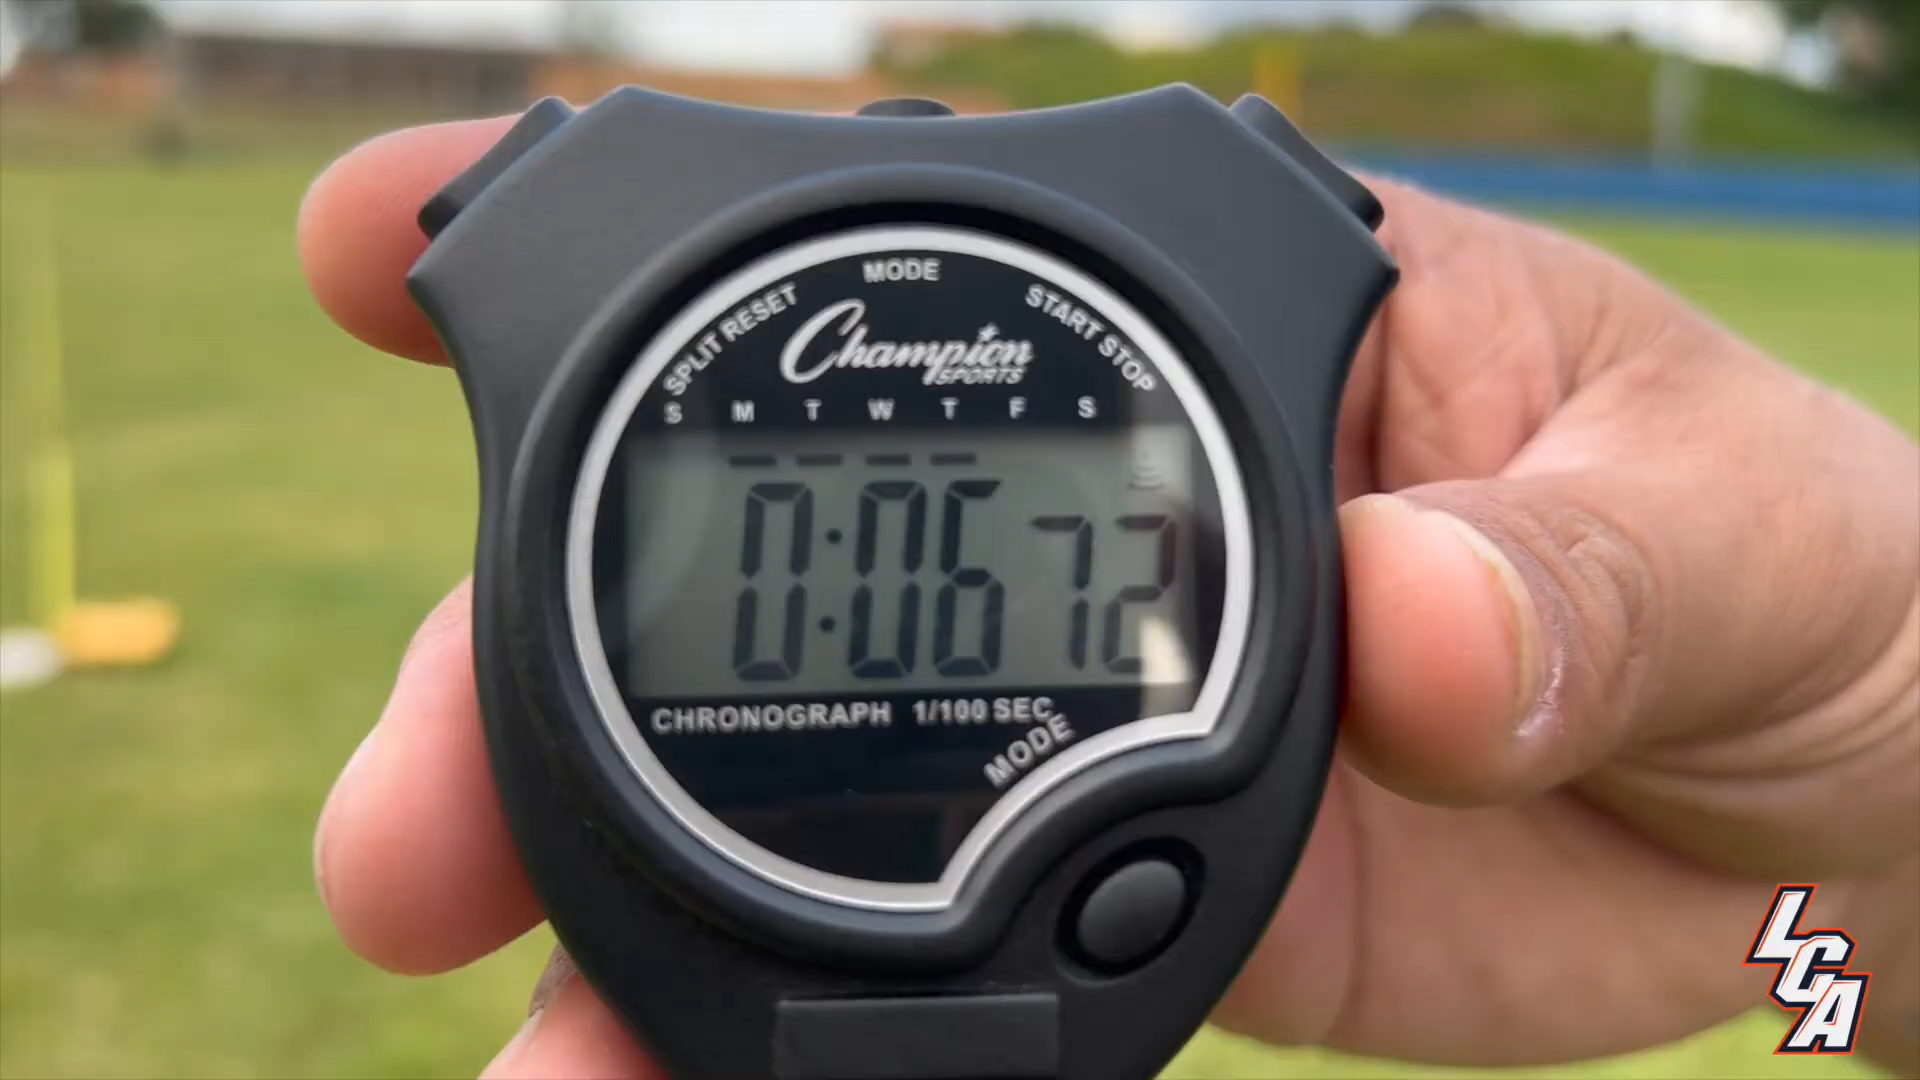 MODE
SPLIT RESET
START STOP
Champion
SPORTS
S M T W T F S
0:06 72
CHRONOGRAPH 1/100 SEC
MODE
LCA